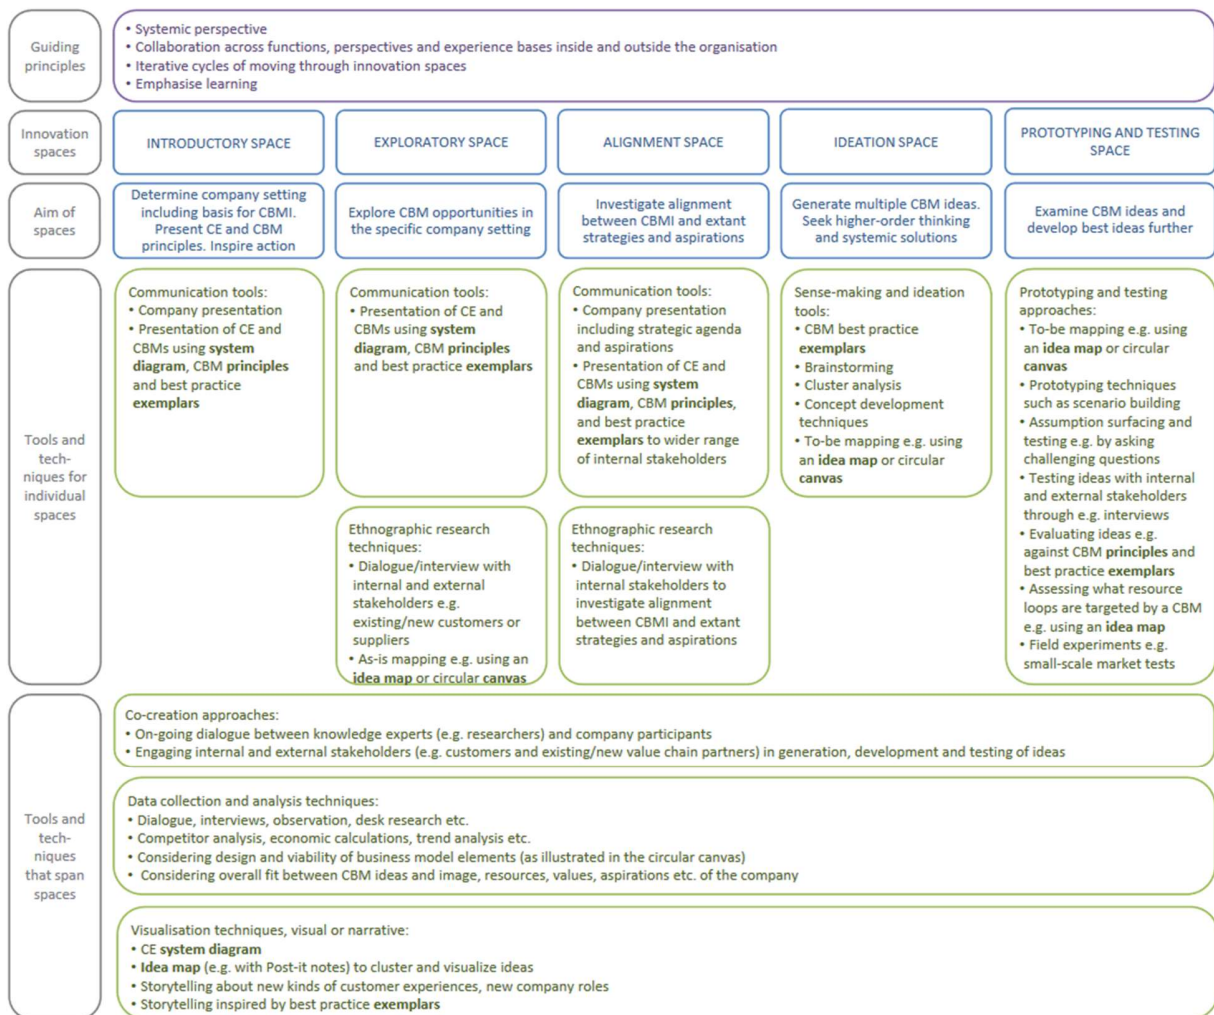 Guiding
principles
• Systemic perspective
• Collaboration across functions, perspectives and experience bases inside and outside the organisation
• Iterative cycles of moving through innovation spaces
• Emphasise learning
Innovation
spaces
INTRODUCTORY SPACE
EXPLORATORY SPACE
ALIGNMENT SPACE
IDEATION SPACE
PROTOTYPING AND TESTING
SPACE
Aim of
spaces
Determine company setting
including basis for CBMI.
Present CE and CBM
principles. Inspire action
Explore CBM opportunities in
the specific company setting
Investigate alignment
between CBMI and extant
strategies and aspirations
Generate multiple CBM ideas.
Seek higher-order thinking
and systemic solutions
Examine CBM ideas and
develop best ideas further
Tools and
tech-
niques for
individual
spaces
Communication tools:
• Company presentation
• Presentation of CE and
CBMs using system
diagram, CBM principles
and best practice
exemplars
Communication tools:
• Presentation of CE and
CBMs using system
diagram, CBM principles
and best practice exemplars
Ethnographic research
techniques:
• Dialogue/interview with
internal and external
stakeholders e.g.
existing/new customers or
suppliers
• As-is mapping e.g. using an
idea map or circular canvas
Communication tools:
• Company presentation
including strategic agenda
and aspirations
• Presentation of CE and
CBMs using system
diagram, CBM principles,
and best practice
exemplars to wider range
of internal stakeholders
Ethnographic research
techniques:
• Dialogue/interview with
internal stakeholders to
investigate alignment
between CBMI and extant
strategies and aspirations
Sense-making and ideation
tools:
• CBM best practice
exemplars
• Brainstorming
• Cluster analysis
• Concept development
techniques
• To-be mapping e.g. using
an idea map or circular
canvas
Prototyping and testing
approaches:
• To-be mapping e.g. using
an idea map or circular
canvas
• Prototyping techniques
such as scenario building
• Assumption surfacing and
testing e.g. by asking
challenging questions
• Testing ideas with internal
and external stakeholders
through e.g. interviews
• Evaluating ideas e.g.
against CBM principles and
best practice exemplars
• Assessing what resource
loops are targeted by a CBM
e.g. using an idea map
• Field experiments e.g.
small-scale market tests
Tools and
tech-
niques
that span
spaces
Co-creation approaches:
• On-going dialogue between knowledge experts (e.g. researchers) and company participants
• Engaging internal and external stakeholders (e.g. customers and existing/new value chain partners) in generation, development and testing of ideas
Data collection and analysis techniques:
• Dialogue, interviews, observation, desk research etc.
• Competitor analysis, economic calculations, trend analysis etc.
• Considering design and viability of business model elements (as illustrated in the circular canvas)
• Considering overall fit between CBM ideas and image, resources, values, aspirations etc. of the company
Visualisation techniques, visual or narrative:
• CE system diagram
• Idea map (e.g. with Post-it notes) to cluster and visualize ideas
• Storytelling about new kinds of customer experiences, new company roles
• Storytelling inspired by best practice exemplars